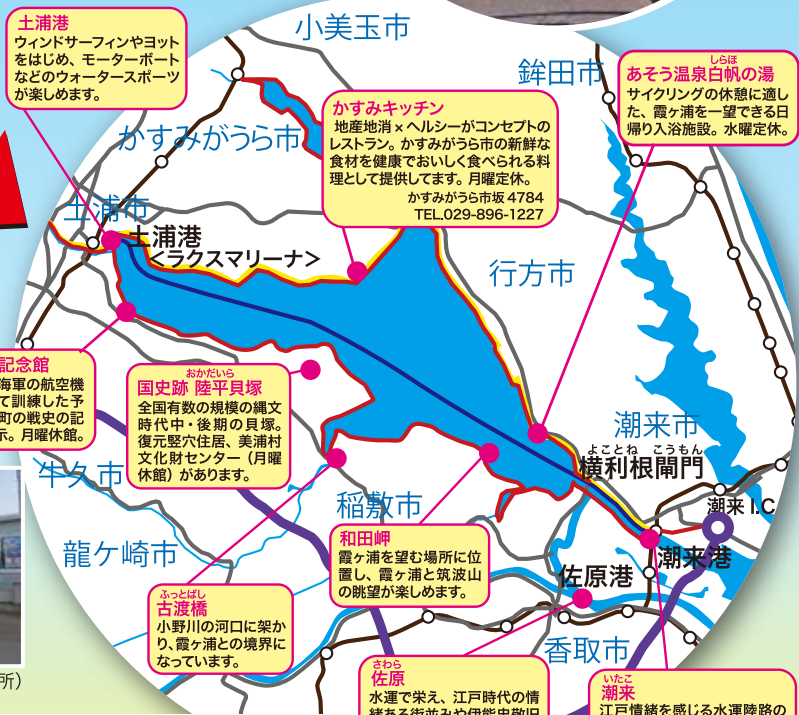 土浦港
ウィンドサーフィンやヨット
をはじめ、モーターボート
などのウォータースポーツ
が楽しめます。
小美玉市
鉾田市
しらほ
あそう温泉白帆の湯
サイクリングの休憩に適し
た、霞ヶ浦を一望できる日
帰り入浴施設。水曜定休。
かすみキッチン
地産地消×ヘルシーがコンセプトの
レストラン。かすみがうら市の新鮮な
食材を健康でおいしく食べられる料
理として提供してます。月曜定休。
かすみがうら市坂 4784
TEL.029-896-1227
かすみがうら市
土浦市
土浦港
＜ラクスマリーナ＞
行方市
記念館
海軍の航空機
て訓練した予
町の戦史の記
示。月曜休館。
おかだいら
国史跡 陸平貝塚
全国有数の規模の縄文
時代中・後期の貝塚。
復元竪穴住居、美浦村
文化財センター（月曜
休館）があります。
潮来市
よことね こうもん
横利根閘門
牛久市
稲敷市
潮来 I.C
龍ケ崎市
和田岬
霞ヶ浦を望む場所に位
置し、霞ヶ浦と筑波山
の眺望が楽しめます。
潮来港
佐原港
ふっとばし
古渡橋
小野川の河口に架か
り、霞ヶ浦との境界に
なっています。
香取市
所）
さわら
佐原
水運で栄え、江戸時代の情
緒ある街並みや伊能忠敬旧
いたこ
潮来
江戸情緒を感じる水運陸路の